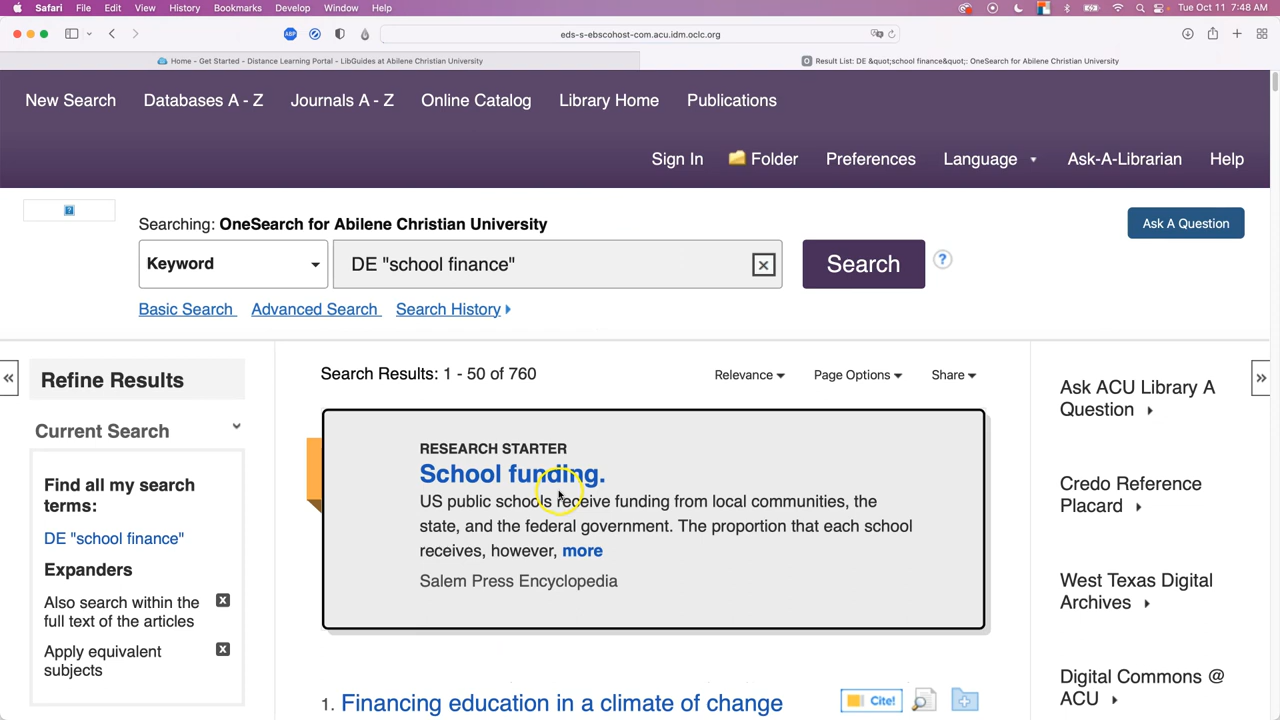 Safari File Edit View History Bookmarks Develop Window Help Tue Oct 11 7:48 AM
ABP eds-s-ebscohost-com.acu.idm.oclc.org
Home - Get Started - Distance Learning Portal - LibGuides at Abilene Christian University
Result List: DE &quot;school finance&quot;: OneSearch for Abilene Christian University
New Search Databases A - Z Journals A - Z Online Catalog Library Home Publications
Sign In Folder Preferences Language Ask-A-Librarian Help
Searching: OneSearch for Abilene Christian University
Ask A Question
Keyword DE "school finance" Search ?
Basic Search Advanced Search Search History
« Refine Results
Search Results: 1 - 50 of 760 Relevance Page Options Share
»
Current Search
Find all my search
terms:
DE "school finance"
Expanders
Also search within the
full text of the articles
Apply equivalent
subjects
RESEARCH STARTER
School funding.
US public schools receive funding from local communities, the
state, and the federal government. The proportion that each school
receives, however, more
Salem Press Encyclopedia
1. Financing education in a climate of change Cite!
Ask ACU Library A
Question
Credo Reference
Placard
West Texas Digital
Archives
Digital Commons @
ACU